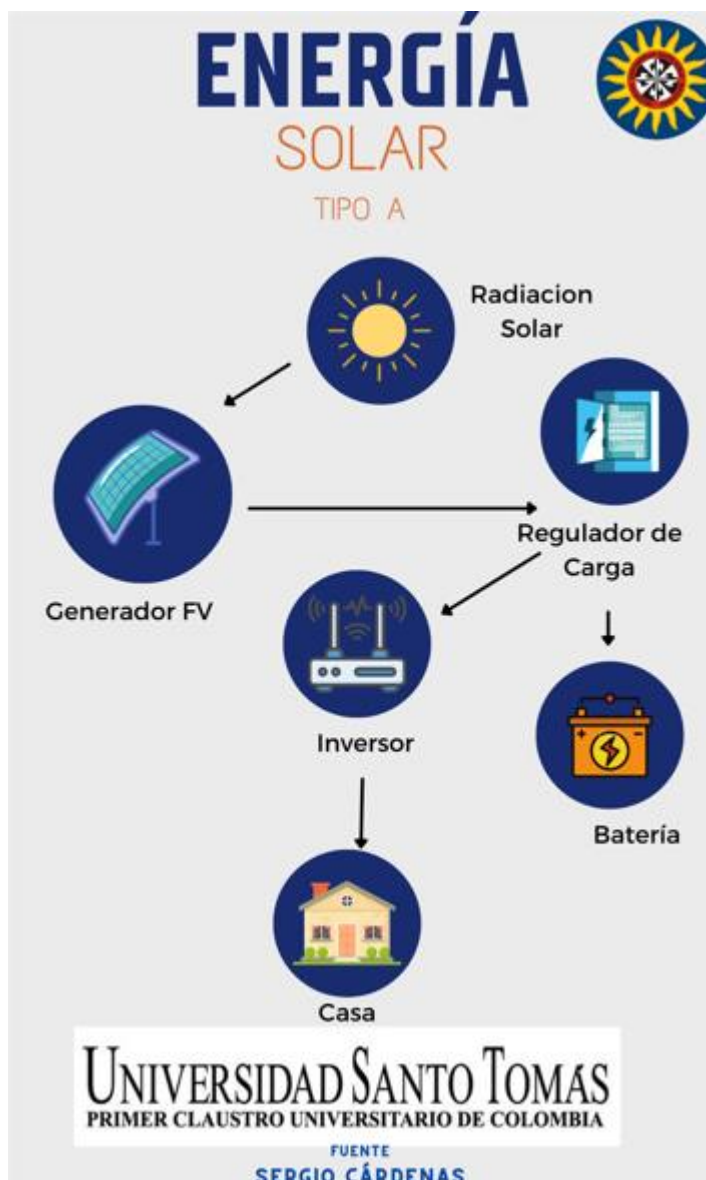 ENERGÍA
SOLAR
TIPO A
Radiacion
Solar
Regulador de
Carga
Generador FV
Inversor
Batería
Casa
UNIVERSIDAD SANTO TOMÁS
PRIMER CLAUSTRO UNIVERSITARIO DE COLOMBIA
FUENTE
SERGIO CÁRDENAS